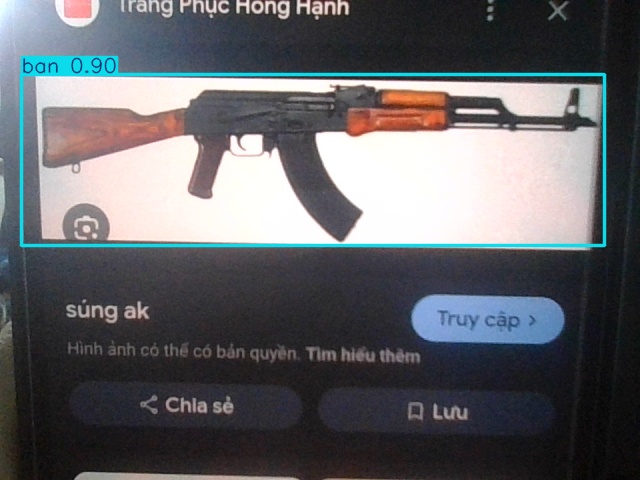 Trang Phục Hồng Hạnh
ban 0.90
súng ak
Truy cập >
Hình ảnh có thể có bản quyền. Tìm hiểu thêm
Chia sẻ
Lưu